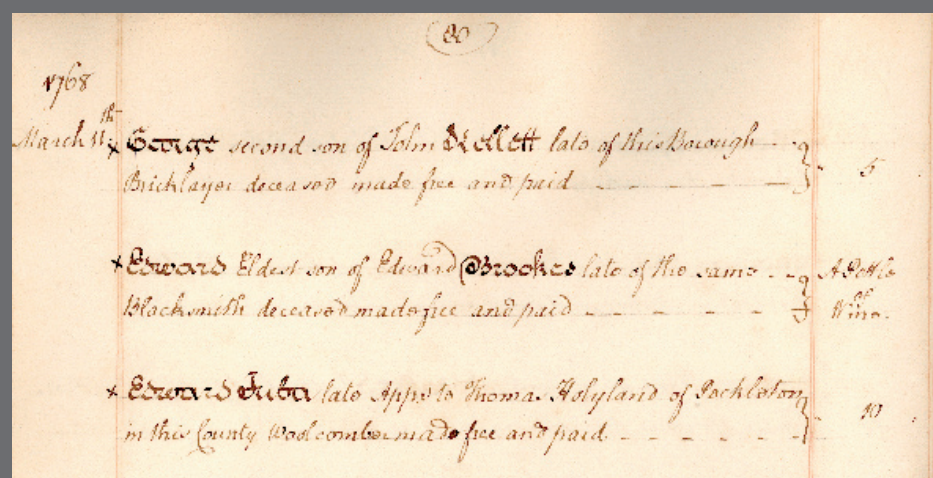 80
1768
March 11th George second son of John Kellett late of this Borough
Bricklayer deceased made free and paid 5
Edward Eldest son of Edward Brookes late of the same A Pottle
Blacksmith deceased made free and paid of Wine.
Edward late Appr to Thomas Holyland of Peckleton 10
in this County Woolcomber made free and paid